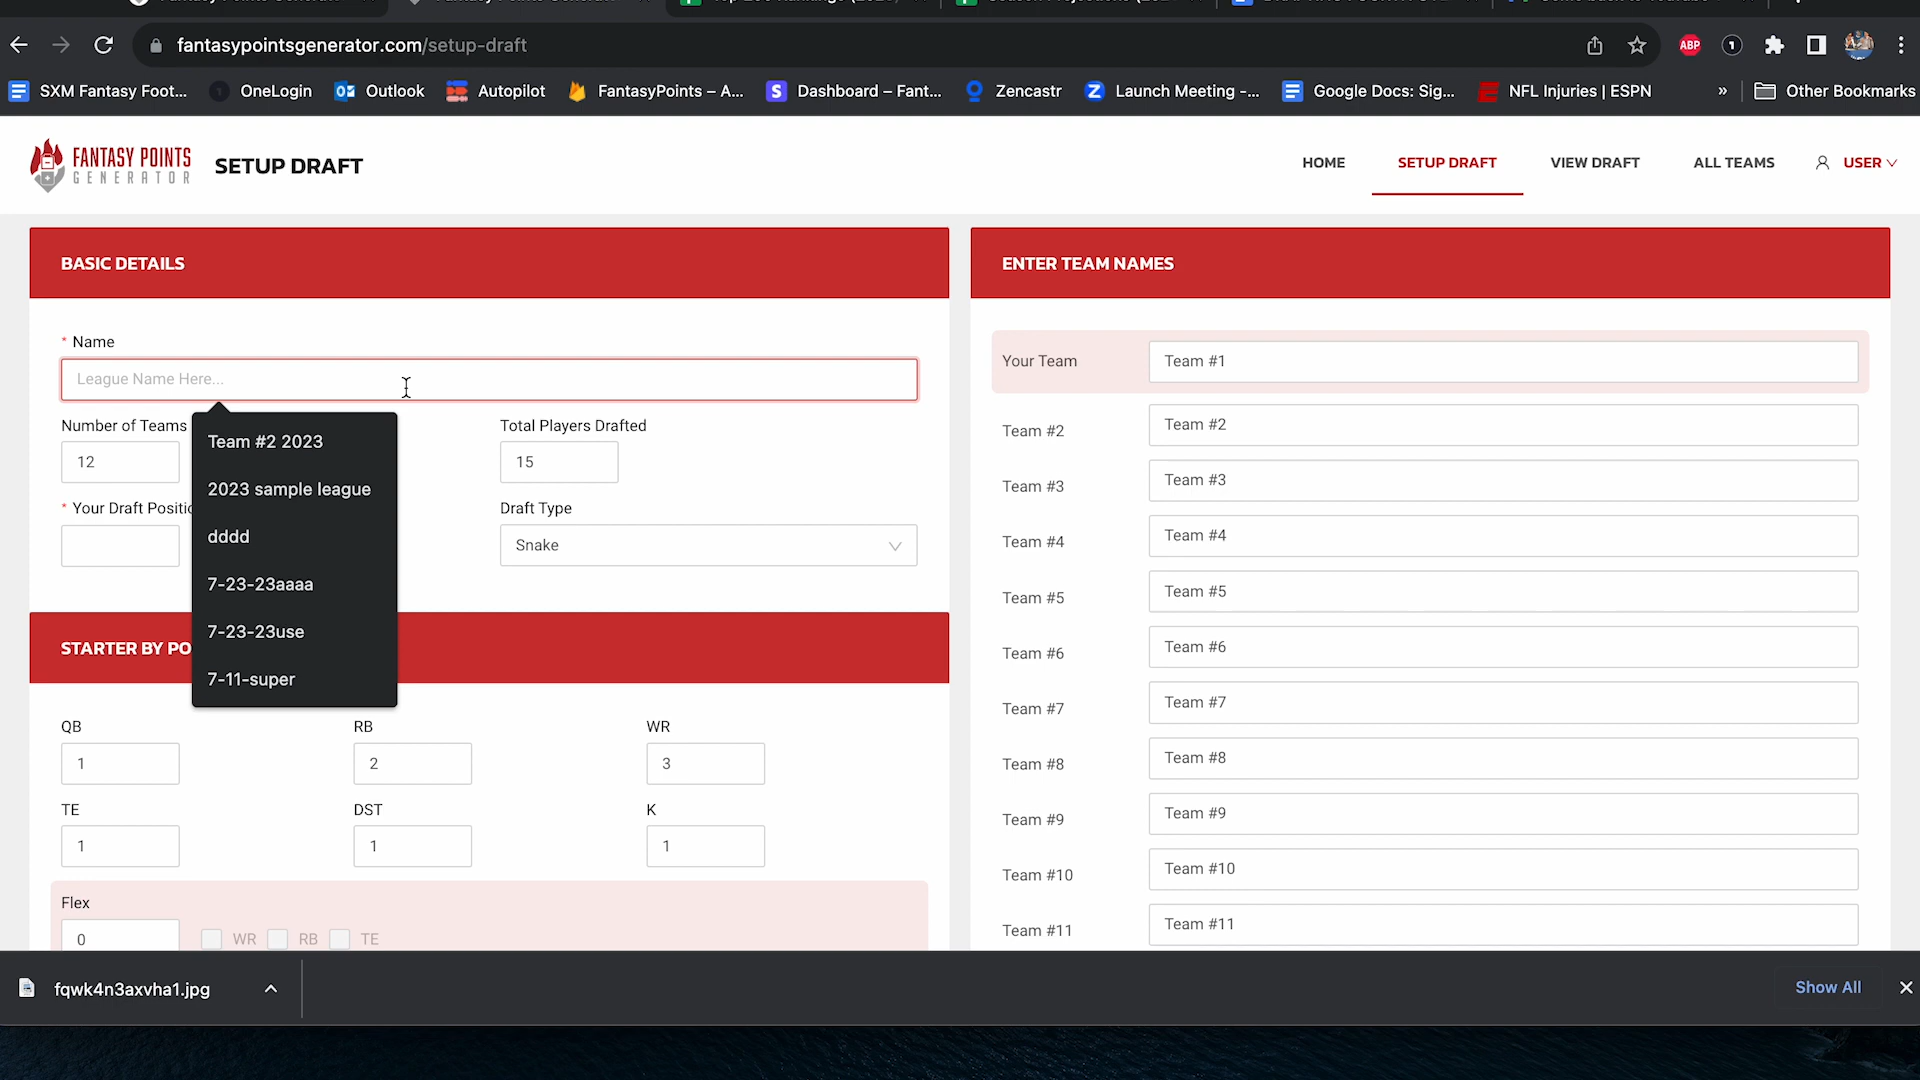 fantasypointsgenerator.com/setup-draft
ABP
SXM Fantasy Foot...
OneLogin
Outlook
Autopilot
FantasyPoints – A...
Dashboard – Fant...
Zencastr
Launch Meeting -...
Google Docs: Sig...
NFL Injuries | ESPN
»
Other Bookmarks
FANTASY POINTS
GENERATOR
SETUP DRAFT
HOME
SETUP DRAFT
VIEW DRAFT
ALL TEAMS
USER
BASIC DETAILS
* Name
League Name Here...
Number of Teams
12
Total Players Drafted
15
* Your Draft Positic
Draft Type
Snake
Team #2 2023
2023 sample league
dddd
7-23-23aaaa
7-23-23use
7-11-super
STARTER BY PO
QB
1
RB
2
WR
3
TE
1
DST
1
K
1
Flex
0
WR
RB
TE
ENTER TEAM NAMES
Your Team
Team #1
Team #2
Team #2
Team #3
Team #3
Team #4
Team #4
Team #5
Team #5
Team #6
Team #6
Team #7
Team #7
Team #8
Team #8
Team #9
Team #9
Team #10
Team #10
Team #11
Team #11
fqwk4n3axvha1.jpg
Show All